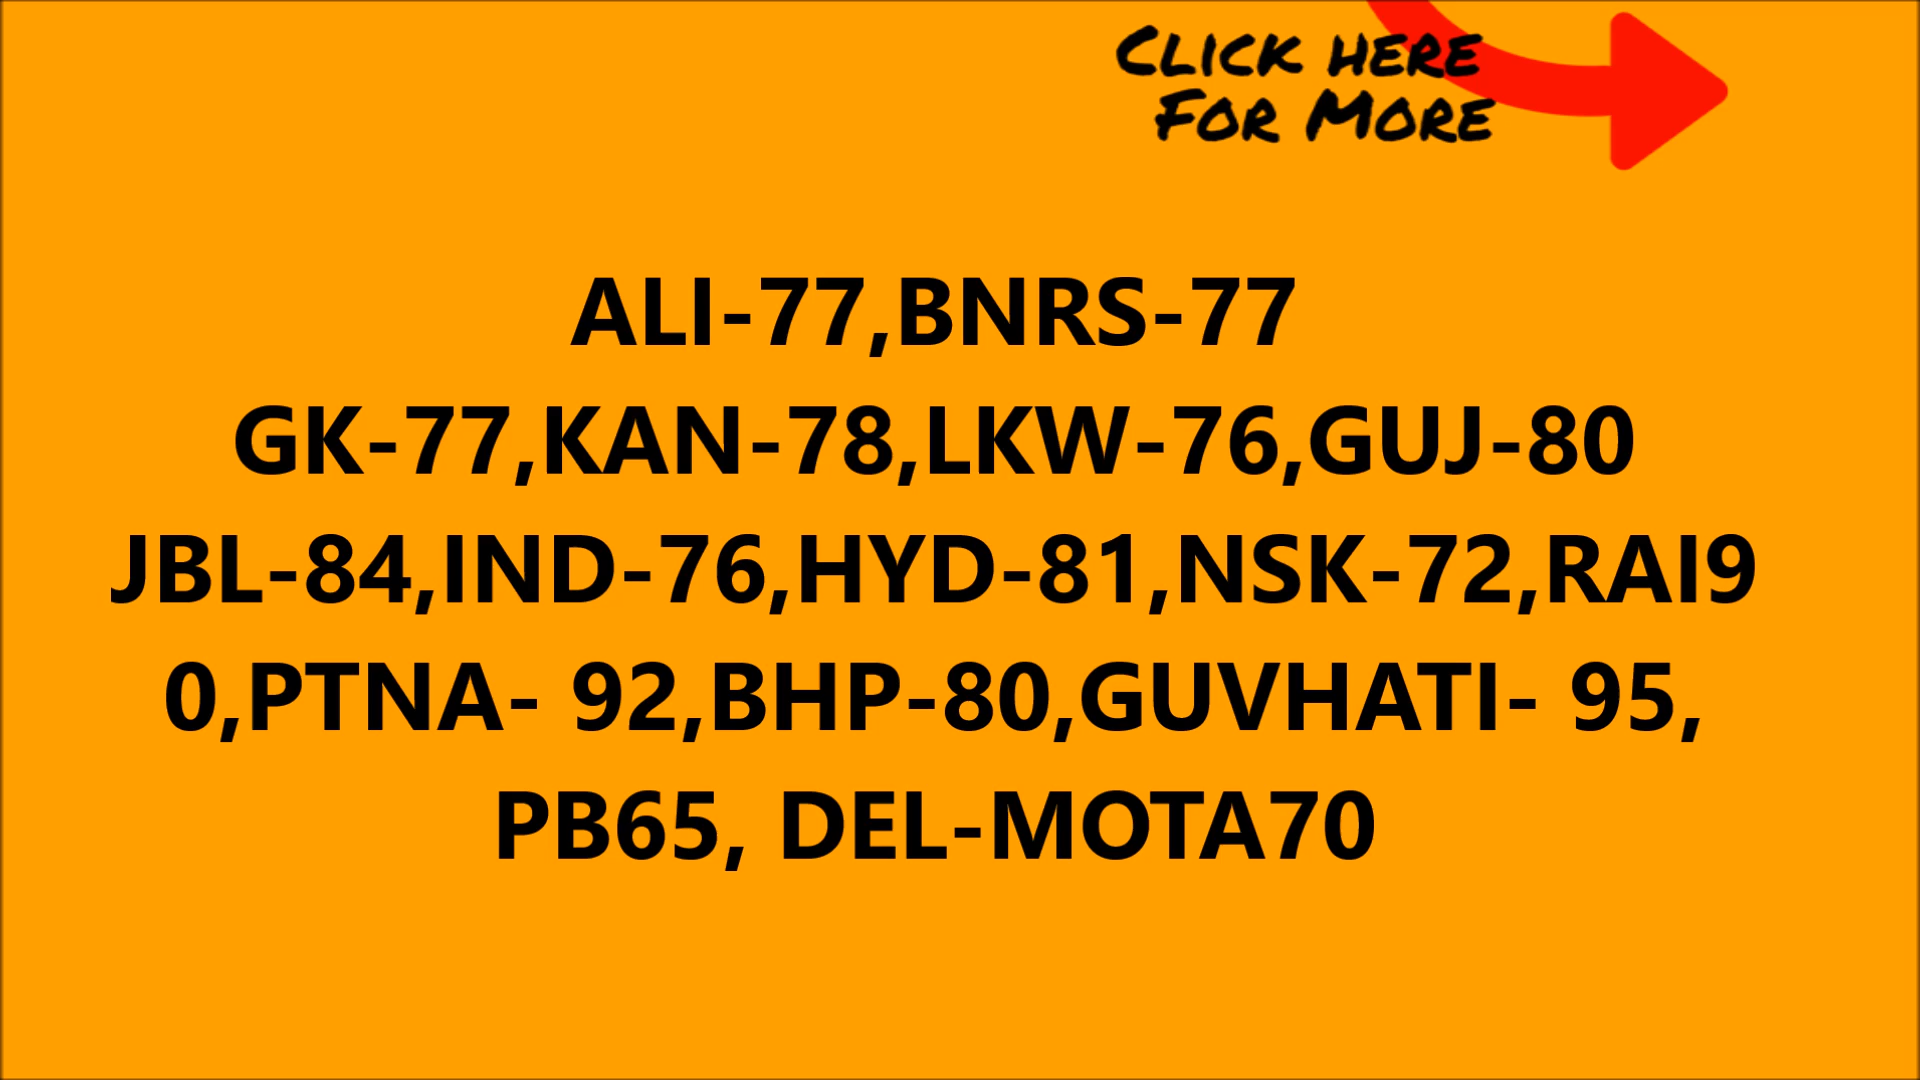 CLICK HERE
FOR MORE
ALI-77,BNRS-77
GK-77,KAN-78,LKW-76,GUJ-80
JBL-84,IND-76,HYD-81,NSK-72,RAI9
0,PTNA- 92,BHP-80,GUVHATI- 95,
PB65, DEL-MOTA70